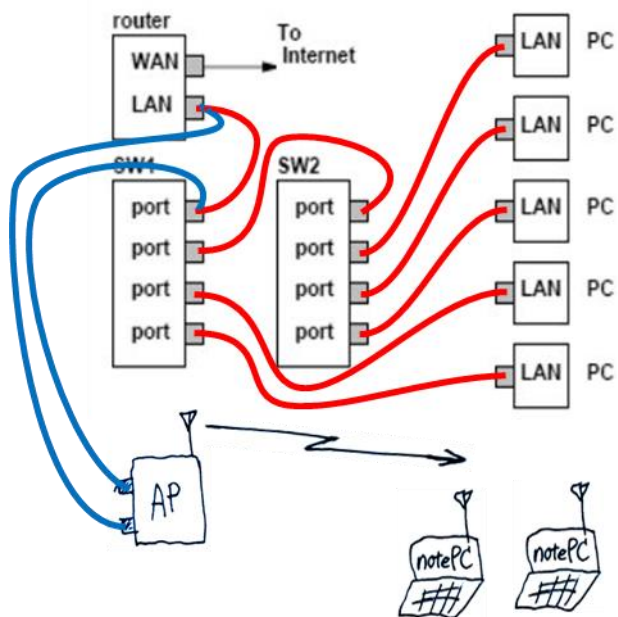 router
WAN
To
Internet
LAN
SW1
port
port
port
port
SW2
port
port
port
port
LAN PC
LAN PC
LAN PC
LAN PC
LAN PC
AP
notePC
notePC